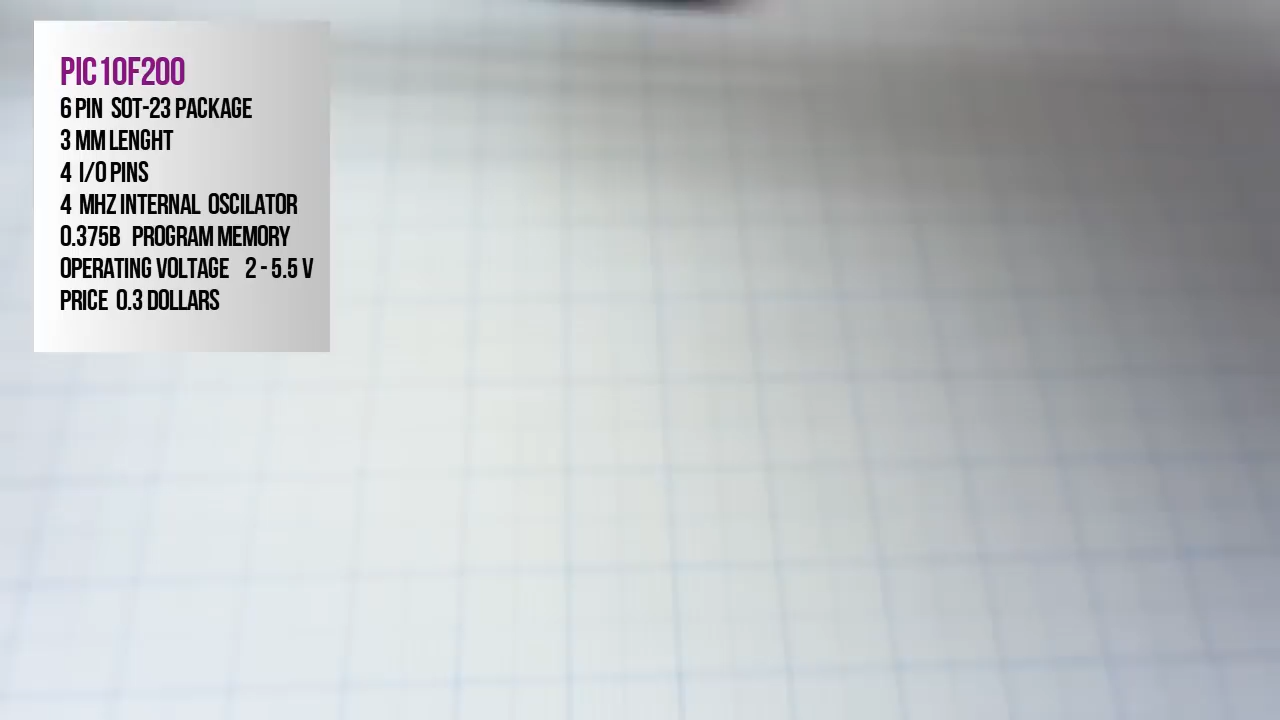 PIC10F200
6 PIN SOT-23 PACKAGE
3 MM LENGHT
4 I/O PINS
4 MHZ INTERNAL OSCILATOR
0.375B PROGRAM MEMORY
OPERATING VOLTAGE 2 - 5.5 V
PRICE 0.3 DOLLARS